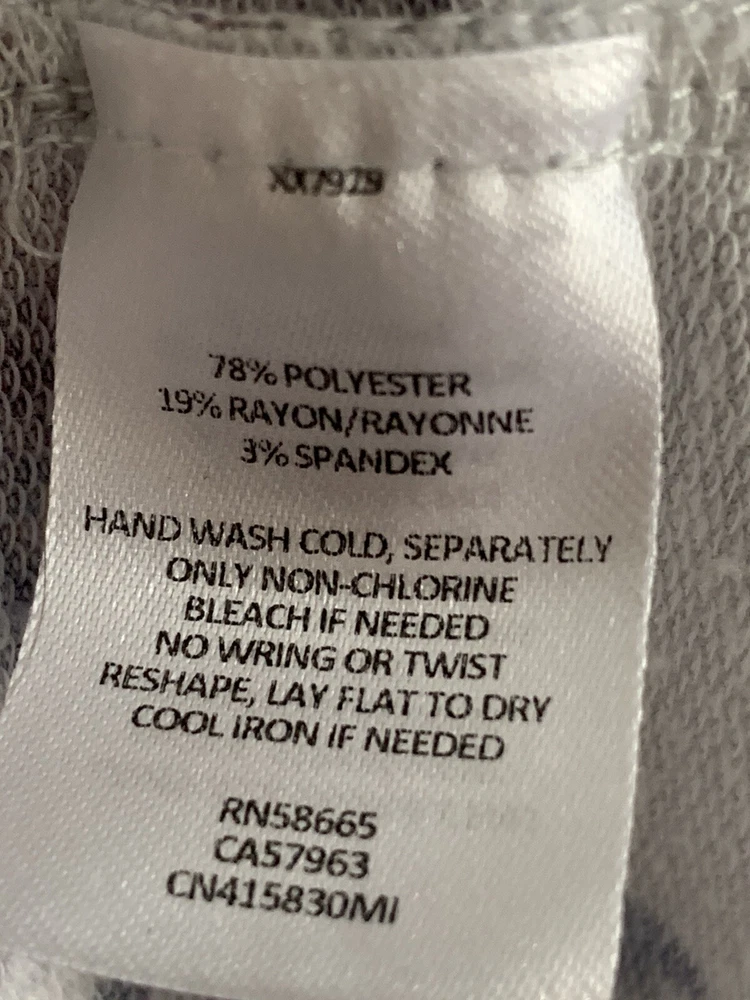 XX7929
78% POLYESTER
19% RAYON/RAYONNE
3% SPANDEX
HAND WASH COLD, SEPARATELY
ONLY NON-CHLORINE
BLEACH IF NEEDED
NO WRING OR TWIST
RESHAPE, LAY FLAT TO DRY
COOL IRON IF NEEDED
RN58665
CA57963
CN415830MI